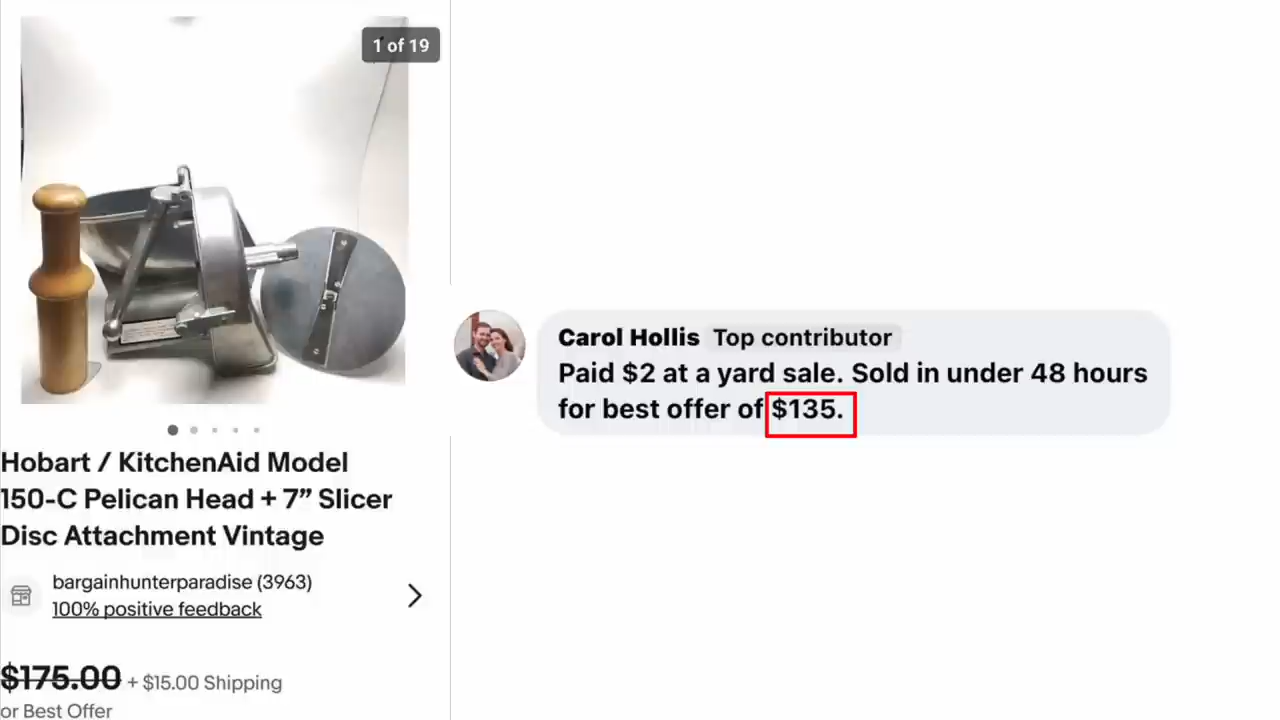 1 of 19
Hobart / KitchenAid Model
150-C Pelican Head + 7” Slicer
Disc Attachment Vintage
bargainhunterparadise (3963)
100% positive feedback
$175.00 + $15.00 Shipping
or Best Offer
Carol Hollis Top contributor
Paid $2 at a yard sale. Sold in under 48 hours
for best offer of $135.